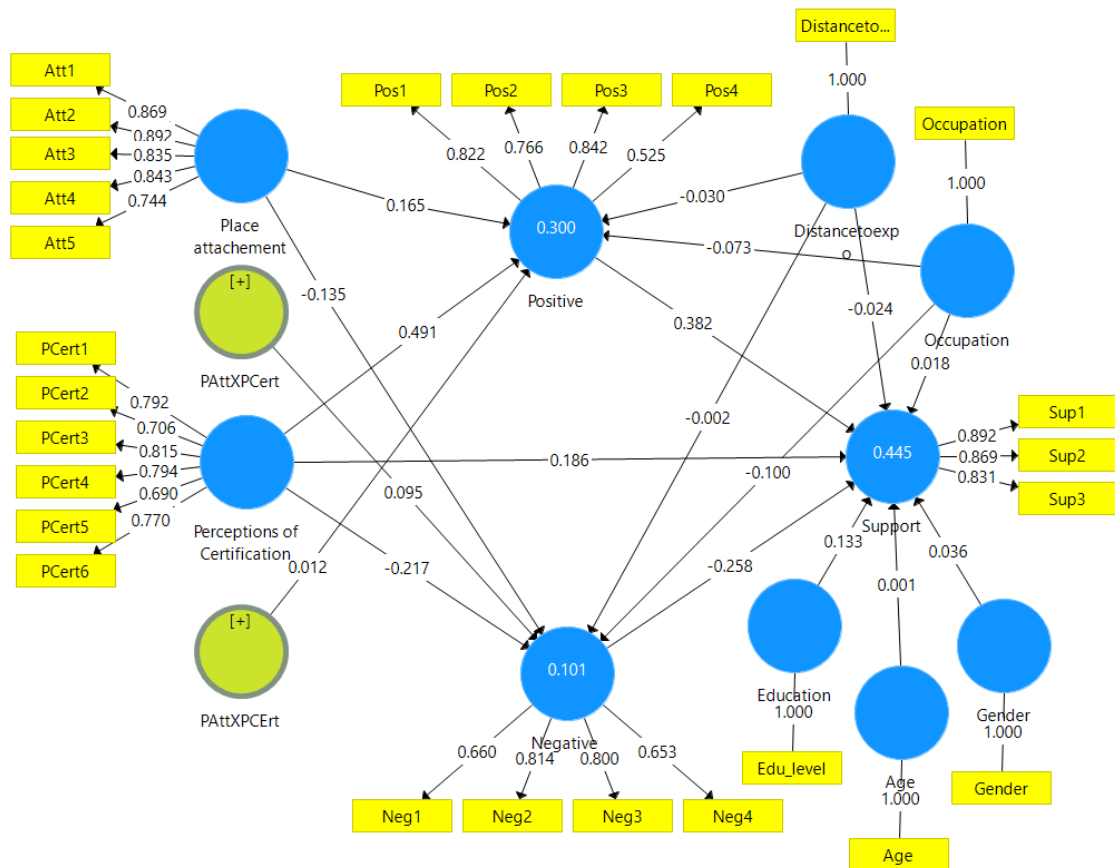 Distanceto...
Att1
Pos1
Pos2
Pos3
Pos4
1.000
0.869
Att2
Occupation
0.892
Att3
0.835
0.822
0.766
0.842
0.525
Att4
0.843
1.000
0.744
-0.030
0.165
Att5
Place
attachement
0.300
Distancetoexp
o
-0.073
[+]
-0.135
Positive
-0.024
0.382
0.491
Occupation
PCert1
PAttXPCert
0.018
PCert2
0.792
-0.002
0.706
Sup1
PCert3
0.815
0.892
0.445
0.186
Sup2
0.869
PCert4
0.794
-0.100
0.831
0.690
Sup3
PCert5
0.095
0.770
Perceptions of
Certification
Support
PCert6
0.133
0.036
0.012
-0.217
-0.258
0.001
[+]
0.101
Education
PAttXPCErt
1.000
Gender
1.000
Negative
0.660
0.814
0.800
0.653
Edu_level
Age
1.000
Gender
Neg1
Neg2
Neg3
Neg4
Age